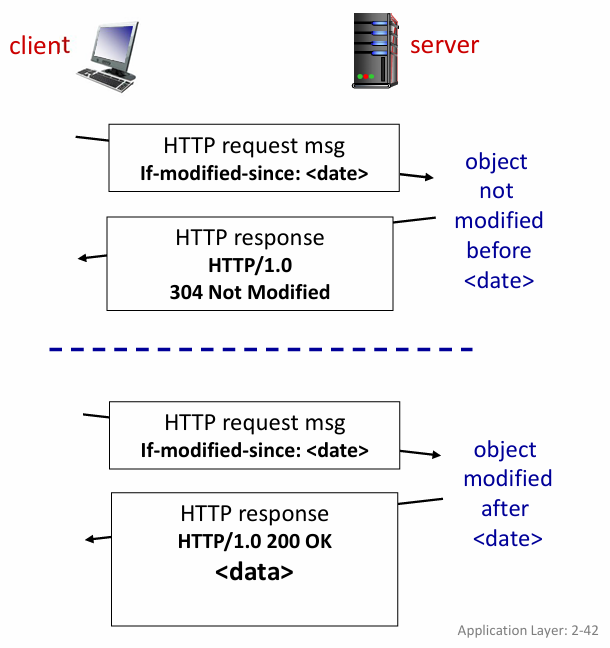 client
server
HTTP request msg
If-modified-since: <date>
object
not
modified
before
<date>
HTTP response
HTTP/1.0
304 Not Modified
HTTP request msg
If-modified-since: <date>
object
modified
after
<date>
HTTP response
HTTP/1.0 200 OK
<data>
Application Layer: 2-42